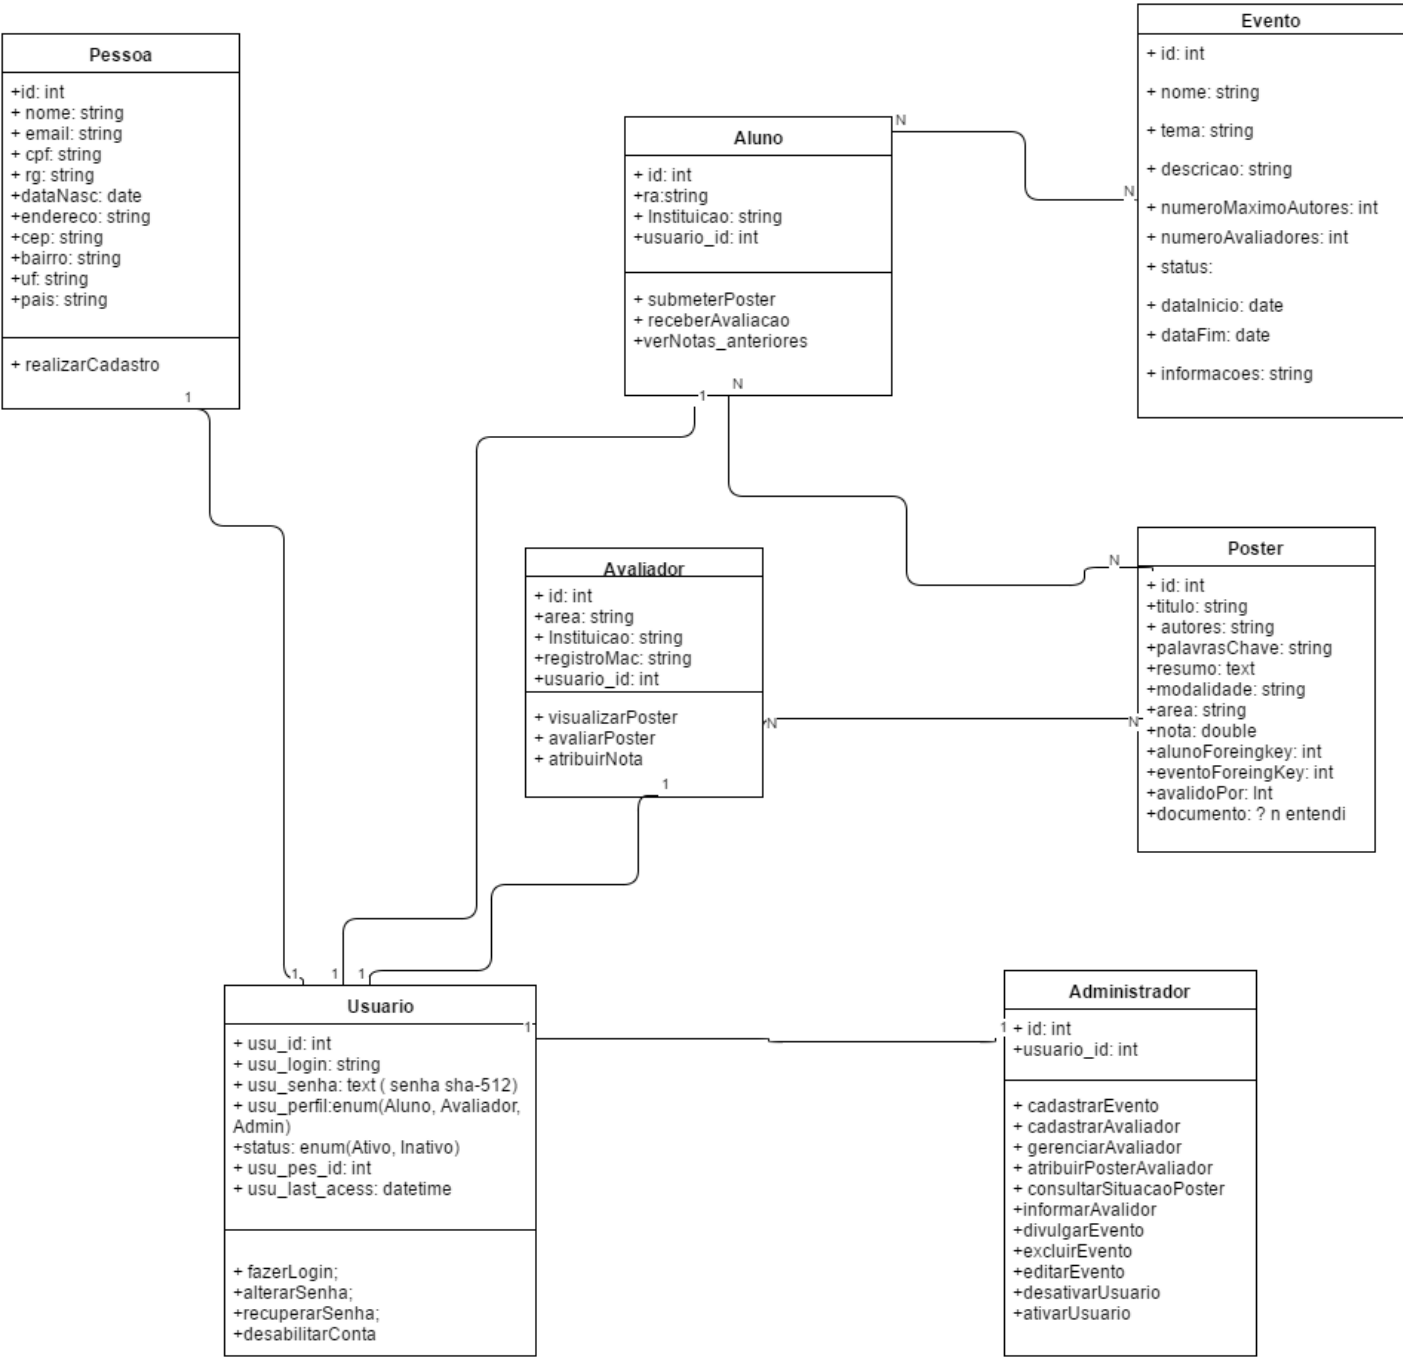 Pessoa
+id: int
+ nome: string
+ email: string
+ cpf: string
+ rg: string
+dataNasc: date
+endereco: string
+cep: string
+bairro: string
+uf: string
+pais: string
+ realizarCadastro
1
Aluno
+ id: int
+ra:string
+ Instituicao: string
+usuario_id: int
+ submeterPoster
+ receberAvaliacao
+verNotas_anteriores
N
1
N
N
Evento
+ id: int
+ nome: string
+ tema: string
+ descricao: string
+ numeroMaximoAutores: int
+ numeroAvaliadores: int
+ status:
+ dataInicio: date
+ dataFim: date
+ informacoes: string
Avaliador
+ id: int
+area: string
+ Instituicao: string
+registroMac: string
+usuario_id: int
+ visualizarPoster
+ avaliarPoster
+ atribuirNota
1
N
N
N
Poster
+ id: int
+titulo: string
+ autores: string
+palavrasChave: string
+resumo: text
+modalidade: string
+area: string
+nota: double
+alunoForeingkey: int
+eventoForeingKey: int
+avalidoPor: Int
+documento: ? n entendi
1
1
1
Usuario
1
+ usu_id: int
+ usu_login: string
+ usu_senha: text ( senha sha-512)
+ usu_perfil:enum(Aluno, Avaliador,
Admin)
+status: enum(Ativo, Inativo)
+ usu_pes_id: int
+ usu_last_acess: datetime
+ fazerLogin;
+alterarSenha;
+recuperarSenha;
+desabilitarConta
Administrador
1
+ id: int
+usuario_id: int
+ cadastrarEvento
+ cadastrarAvaliador
+ gerenciarAvaliador
+ atribuirPosterAvaliador
+ consultarSituacaoPoster
+informarAvalidor
+divulgarEvento
+excluirEvento
+editarEvento
+desativarUsuario
+ativarUsuario